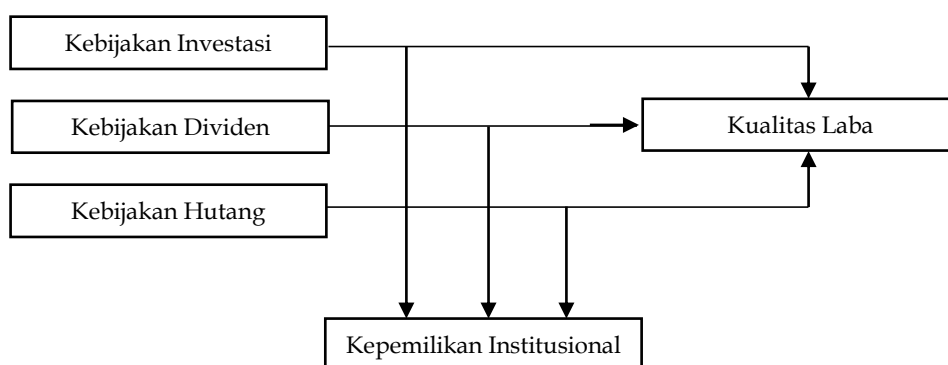 Kebijakan Investasi
Kebijakan Dividen
Kualitas Laba
Kebijakan Hutang
Kepemilikan Institusional